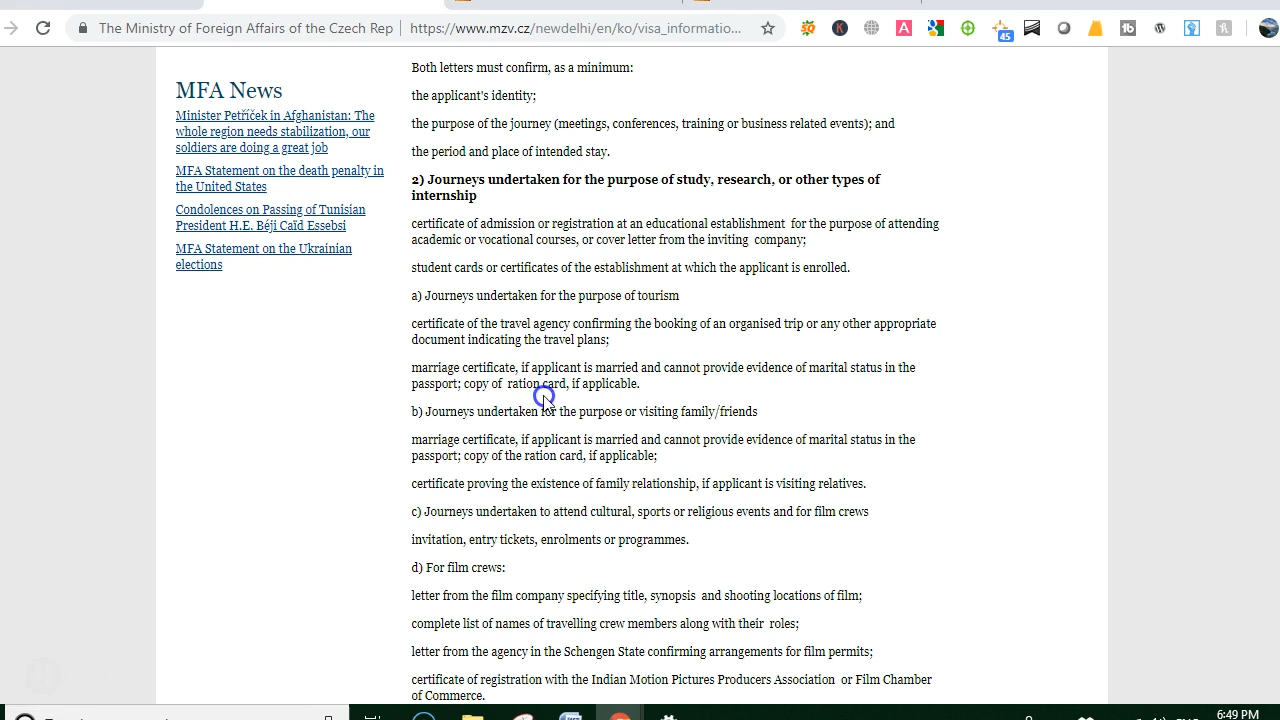 The Ministry of Foreign Affairs of the Czech Rep
https://www.mzv.cz/newdelhi/en/ko/visa_informatio...
45
MFA News
Minister Petříček in Afghanistan: The
whole region needs stabilization, our
soldiers are doing a great job
MFA Statement on the death penalty in
the United States
Condolences on Passing of Tunisian
President H.E. Béji Caïd Essebsi
MFA Statement on the Ukrainian
elections
Both letters must confirm, as a minimum:
the applicant's identity;
the purpose of the journey (meetings, conferences, training or business related events); and
the period and place of intended stay.
2) Journeys undertaken for the purpose of study, research, or other types of
internship
certificate of admission or registration at an educational establishment for the purpose of attending
academic or vocational courses, or cover letter from the inviting company;
student cards or certificates of the establishment at which the applicant is enrolled.
a) Journeys undertaken for the purpose of tourism
certificate of the travel agency confirming the booking of an organised trip or any other appropriate
document indicating the travel plans;
marriage certificate, if applicant is married and cannot provide evidence of marital status in the
passport; copy of ration card, if applicable.
b) Journeys undertaken for the purpose or visiting family/friends
marriage certificate, if applicant is married and cannot provide evidence of marital status in the
passport; copy of the ration card, if applicable;
certificate proving the existence of family relationship, if applicant is visiting relatives.
c) Journeys undertaken to attend cultural, sports or religious events and for film crews
invitation, entry tickets, enrolments or programmes.
d) For film crews:
letter from the film company specifying title, synopsis and shooting locations of film;
complete list of names of travelling crew members along with their roles;
letter from the agency in the Schengen State confirming arrangements for film permits;
certificate of registration with the Indian Motion Pictures Producers Association or Film Chamber
of Commerce.
6:49 PM